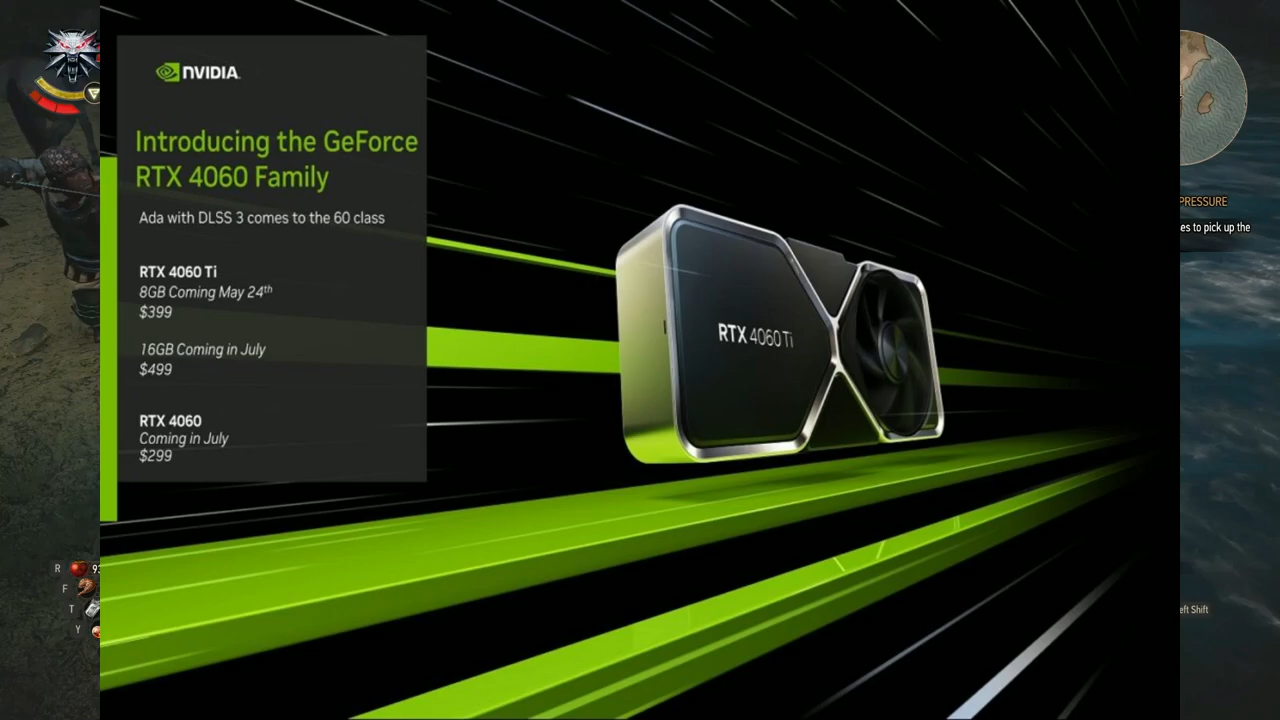 NVIDIA.
Introducing the GeForce
RTX 4060 Family
Ada with DLSS 3 comes to the 60 class
RTX 4060 Ti
8GB Coming May 24th
$399
16GB Coming in July
$499
RTX 4060
Coming in July
$299
RTX 4060 Ti
PRESSURE
es to pick up the
R
93
F
T
Y
eft Shift